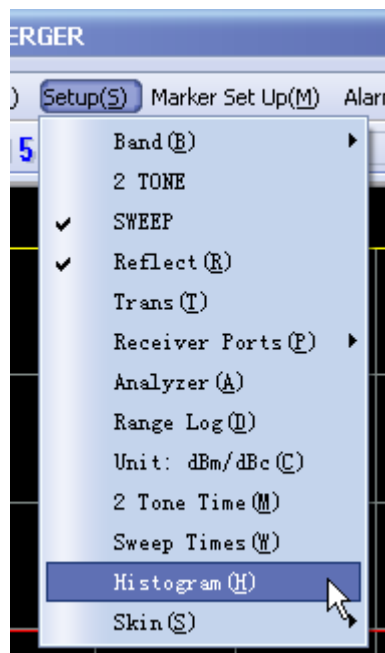 ERGER
) Setup(S) Marker Set Up(M) Alarr
5
Band(B)
2 TONE
SWEEP
Reflect(R)
Trans(T)
Receiver Ports(P)
Analyzer(A)
Range Log(D)
Unit: dBm/dBc(C)
2 Tone Time(M)
Sweep Times(W)
Histogram(H)
Skin(S)